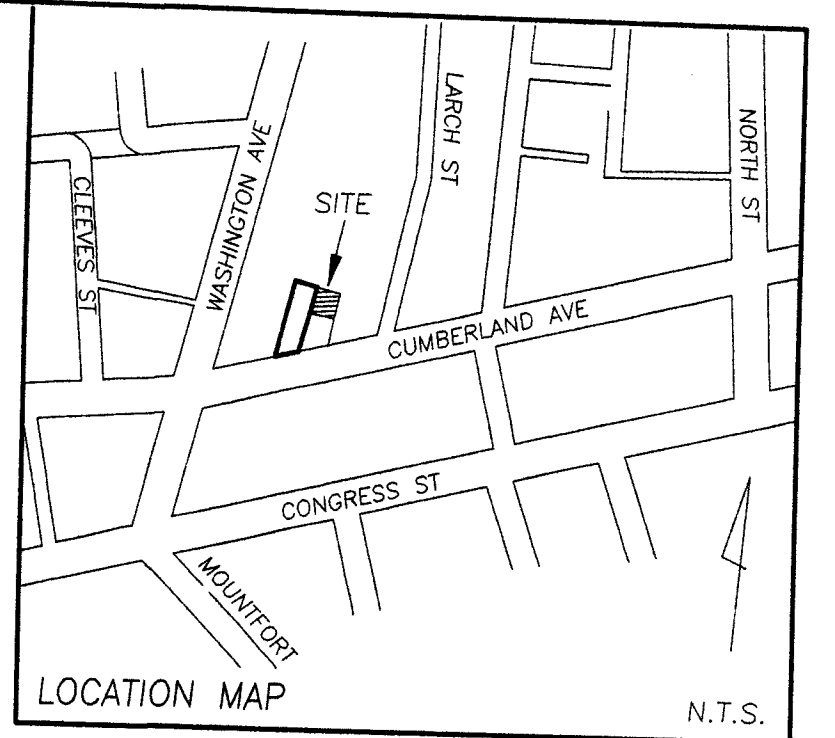 LARCH ST
WASHINGTON AVE
NORTH ST
CLEEVES ST
SITE
CUMBERLAND AVE
CONGRESS ST
MOUNTFORT
LOCATION MAP
N.T.S.